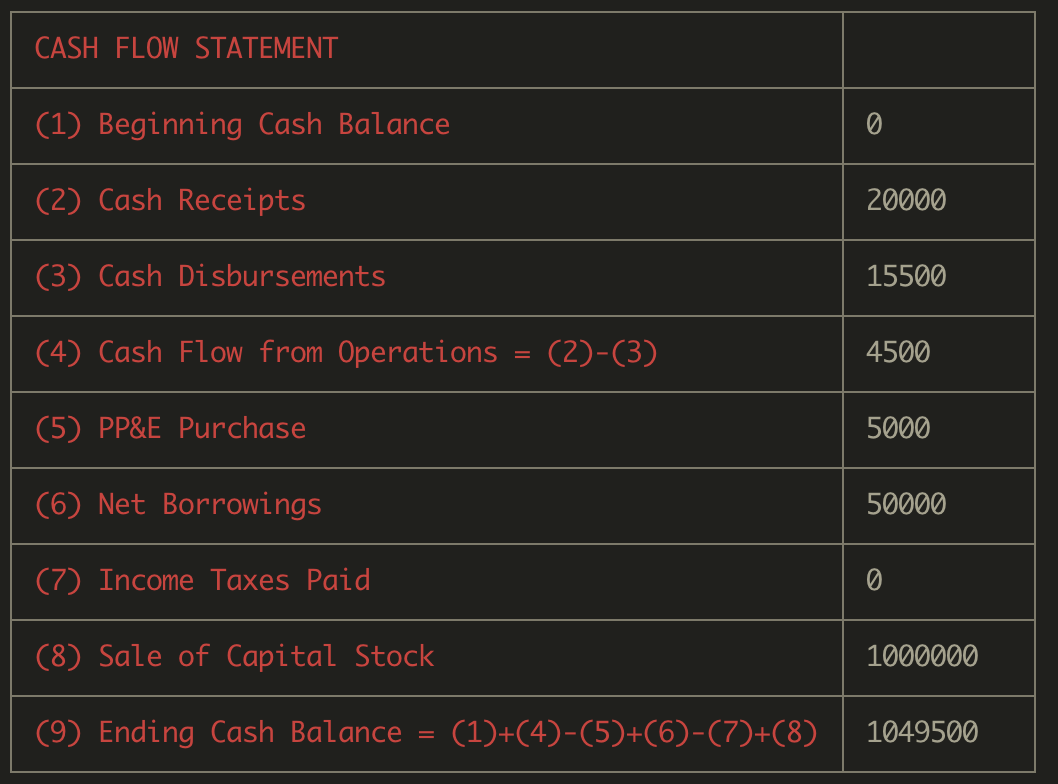 CASH FLOW STATEMENT
(1) Beginning Cash Balance 0
(2) Cash Receipts 20000
(3) Cash Disbursements 15500
(4) Cash Flow from Operations = (2)-(3) 4500
(5) PP&E Purchase 5000
(6) Net Borrowings 50000
(7) Income Taxes Paid 0
(8) Sale of Capital Stock 1000000
(9) Ending Cash Balance = (1)+(4)-(5)+(6)-(7)+(8) 1049500